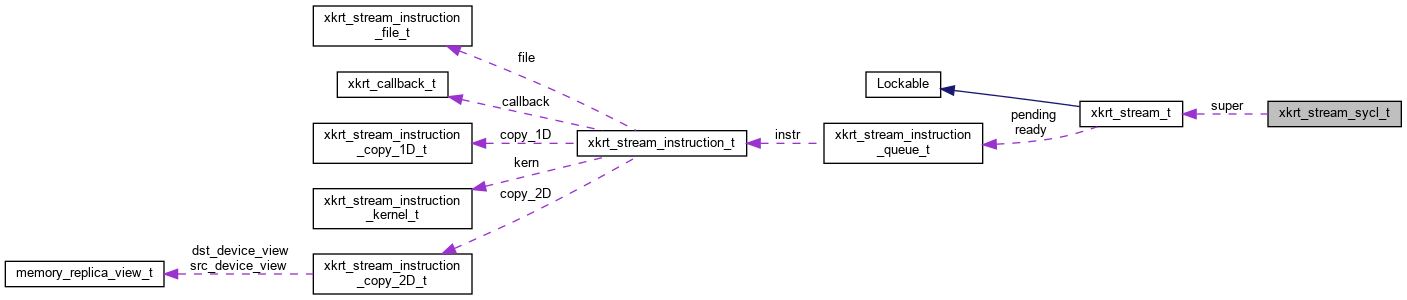 xkrt_stream_instruction
_file_t
file
xkrt_callback_t
callback
Lockable
xkrt_stream_t
super
xkrt_stream_sycl_t
pending
ready
xkrt_stream_instruction
_copy_1D_t
copy_1D
xkrt_stream_instruction_t
instr
xkrt_stream_instruction
_queue_t
kern
xkrt_stream_instruction
_kernel_t
copy_2D
dst_device_view
src_device_view
memory_replica_view_t
xkrt_stream_instruction
_copy_2D_t